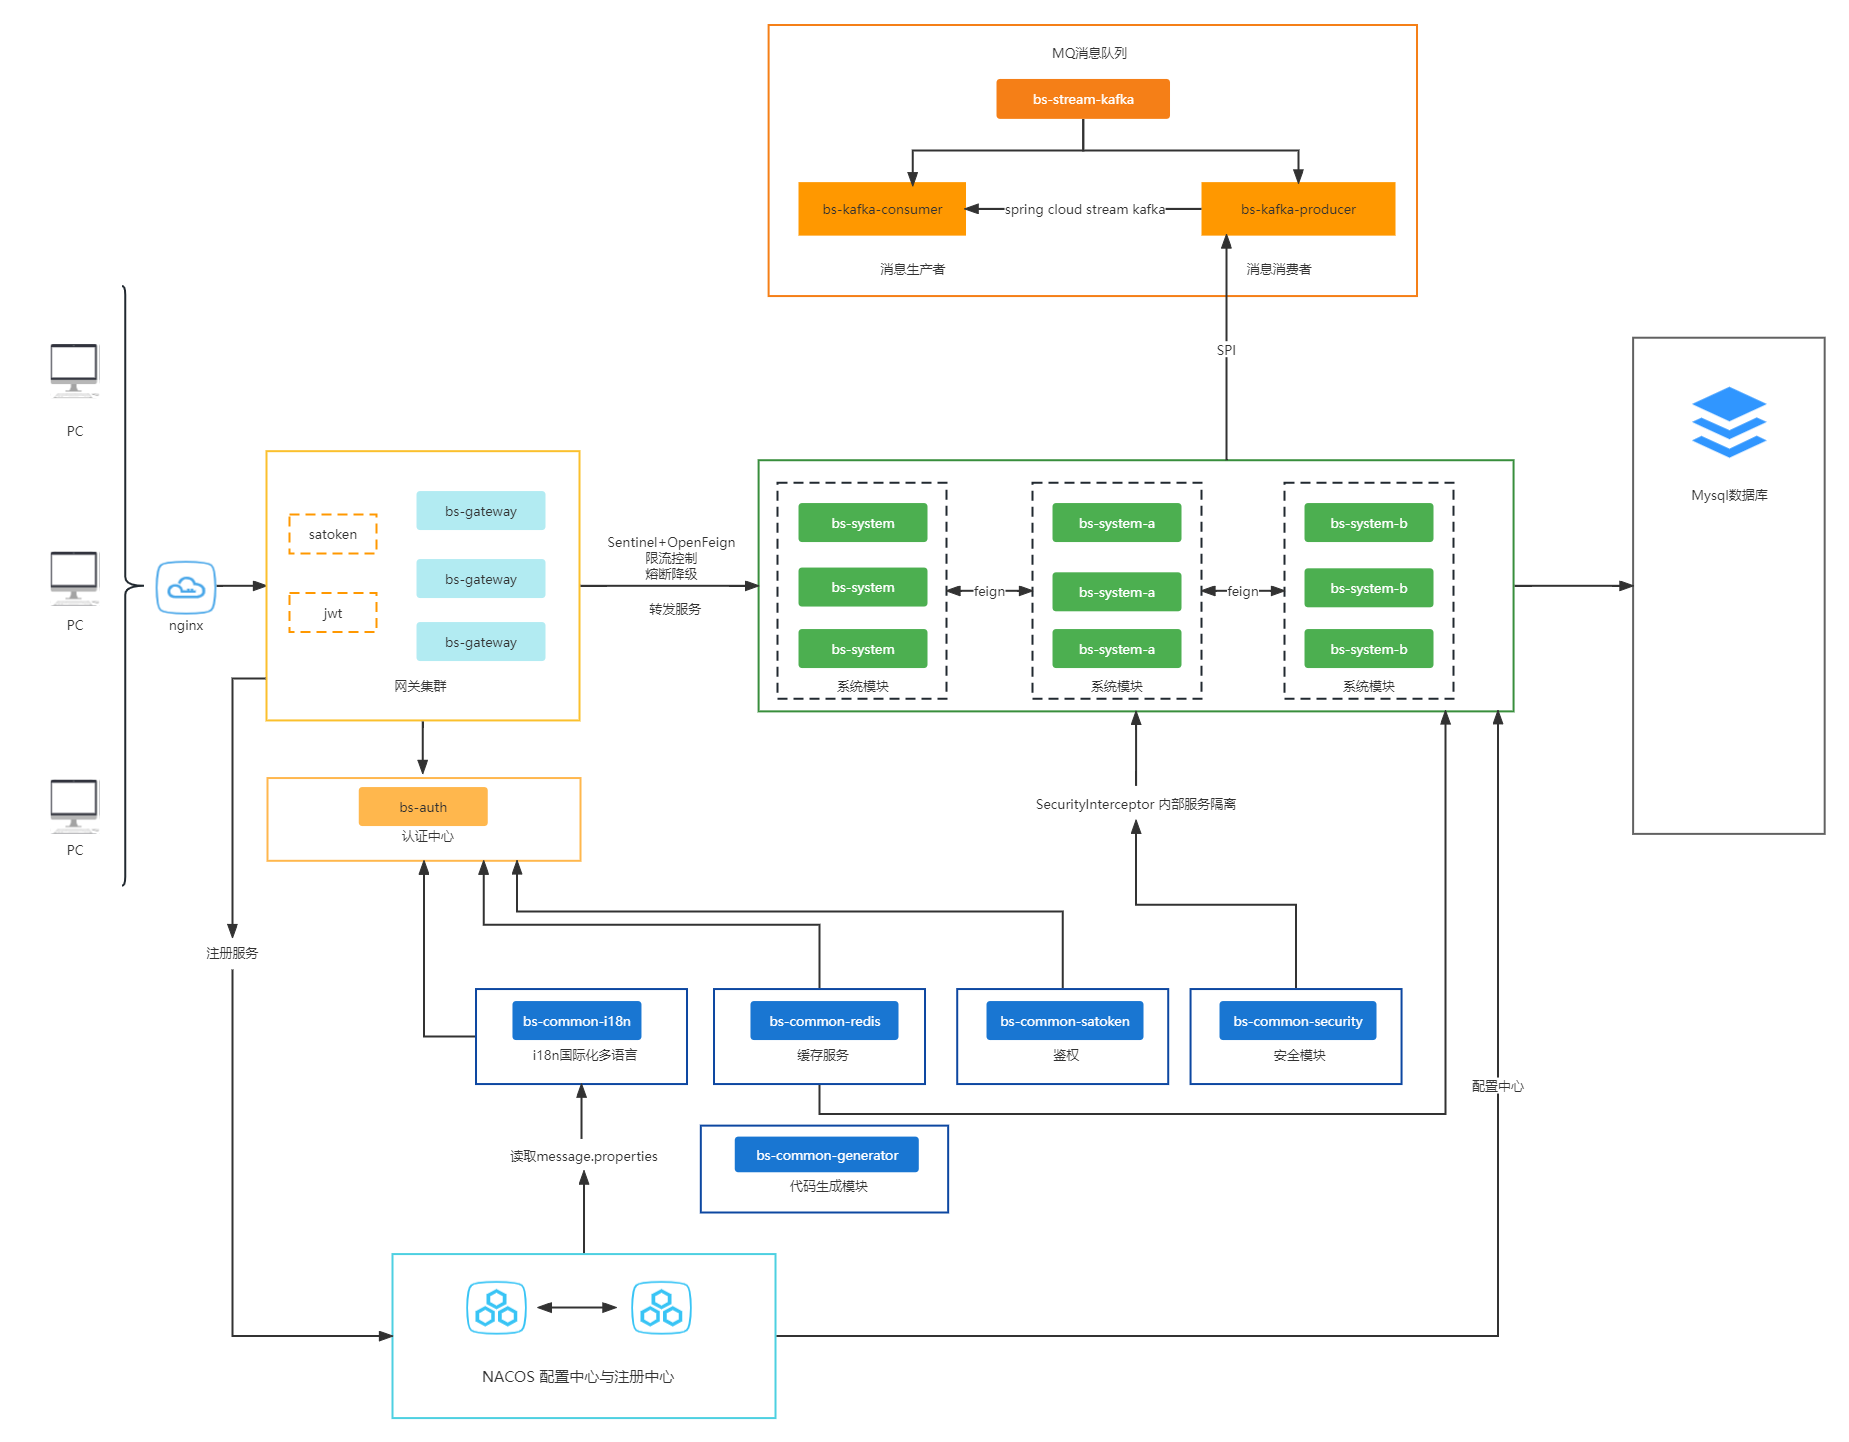 MQ消息队列
bs-stream-kafka
bs-kafka-consumer
spring cloud stream kafka
bs-kafka-producer
消息生产者
消息消费者
SPI
PC
PC
PC
nginx
satoken
jwt
bs-gateway
bs-gateway
bs-gateway
网关集群
Sentinel+OpenFeign
限流控制
熔断降级
转发服务
bs-system
bs-system
bs-system
系统模块
feign
bs-system-a
bs-system-a
bs-system-a
系统模块
feign
bs-system-b
bs-system-b
bs-system-b
系统模块
Mysql数据库
bs-auth
认证中心
SecurityInterceptor 内部服务隔离
注册服务
bs-common-i18n
i18n国际化多语言
bs-common-redis
缓存服务
bs-common-satoken
鉴权
bs-common-security
安全模块
配置中心
读取message.properties
bs-common-generator
代码生成模块
NACOS 配置中心与注册中心